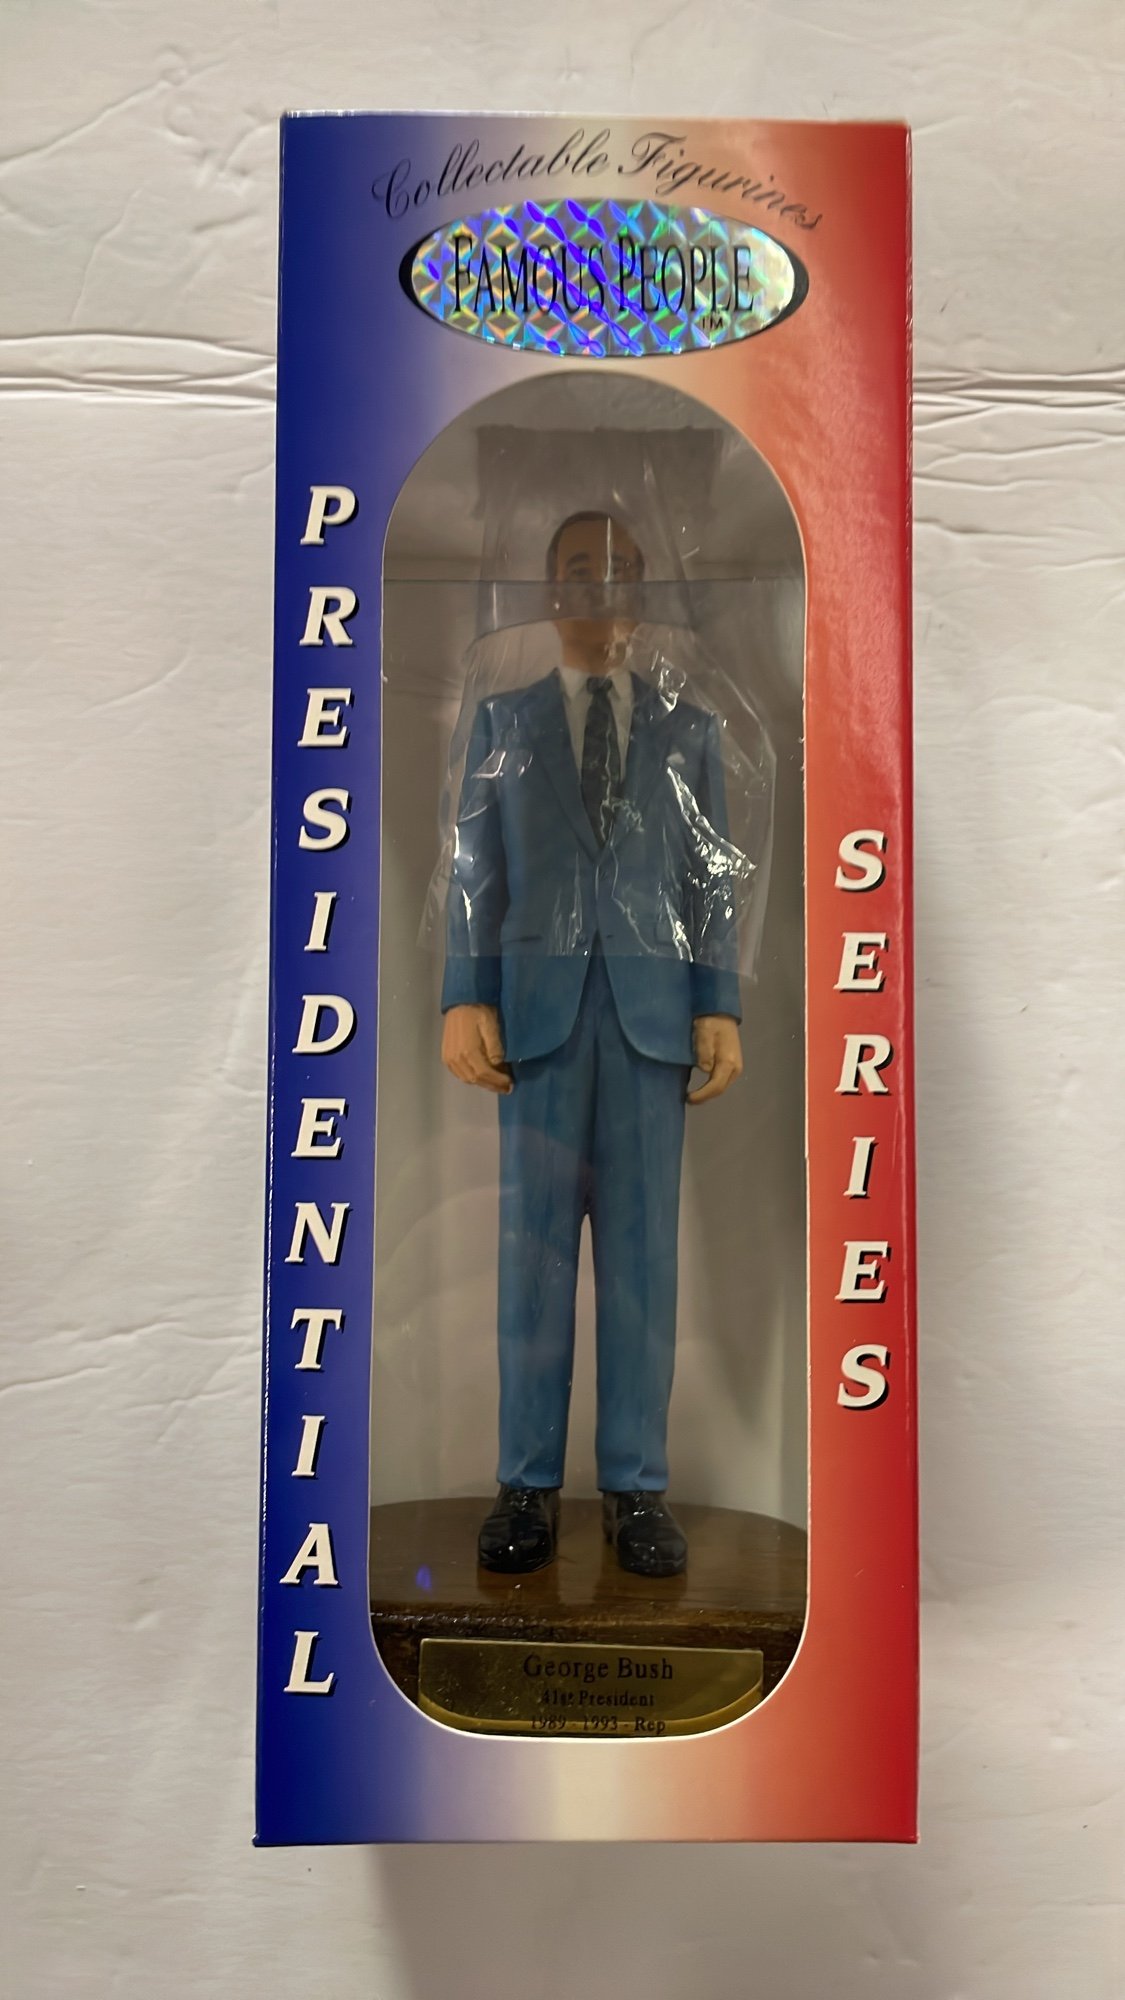 Collectable Figurines
FAMOUS PEOPLE
TM
PRESIDENTIAL
SERIES
George Bush
41st President
1989 - 1993 - Rep